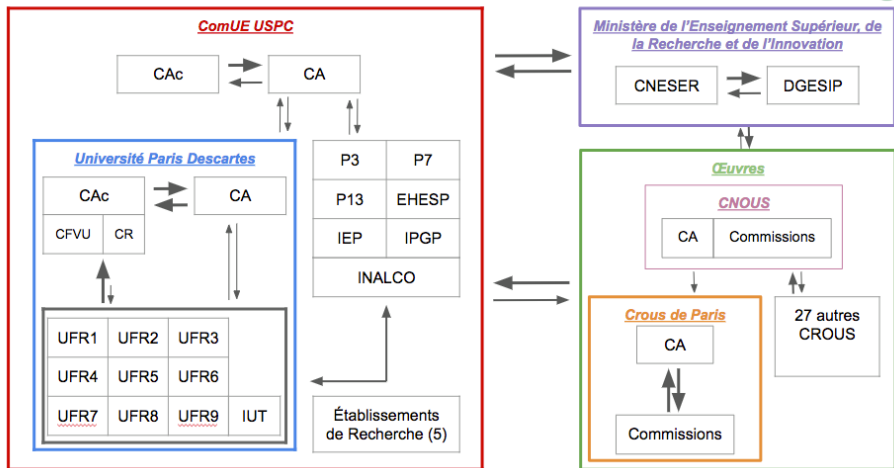 ComUE USPC
CAc
CA
Université Paris Descartes
CAc
CA
CFVU
CR
UFR1
UFR2
UFR3
UFR4
UFR5
UFR6
UFR7
UFR8
UFR9
IUT
P3
P7
P13
EHESP
IEP
IPGP
INALCO
Établissements
de Recherche (5)
Ministère de l'Enseignement Supérieur, de
la Recherche et de l'Innovation
CNESER
DGESIP
Œuvres
CNOUS
CA
Commissions
Crous de Paris
CA
Commissions
27 autres
CROUS